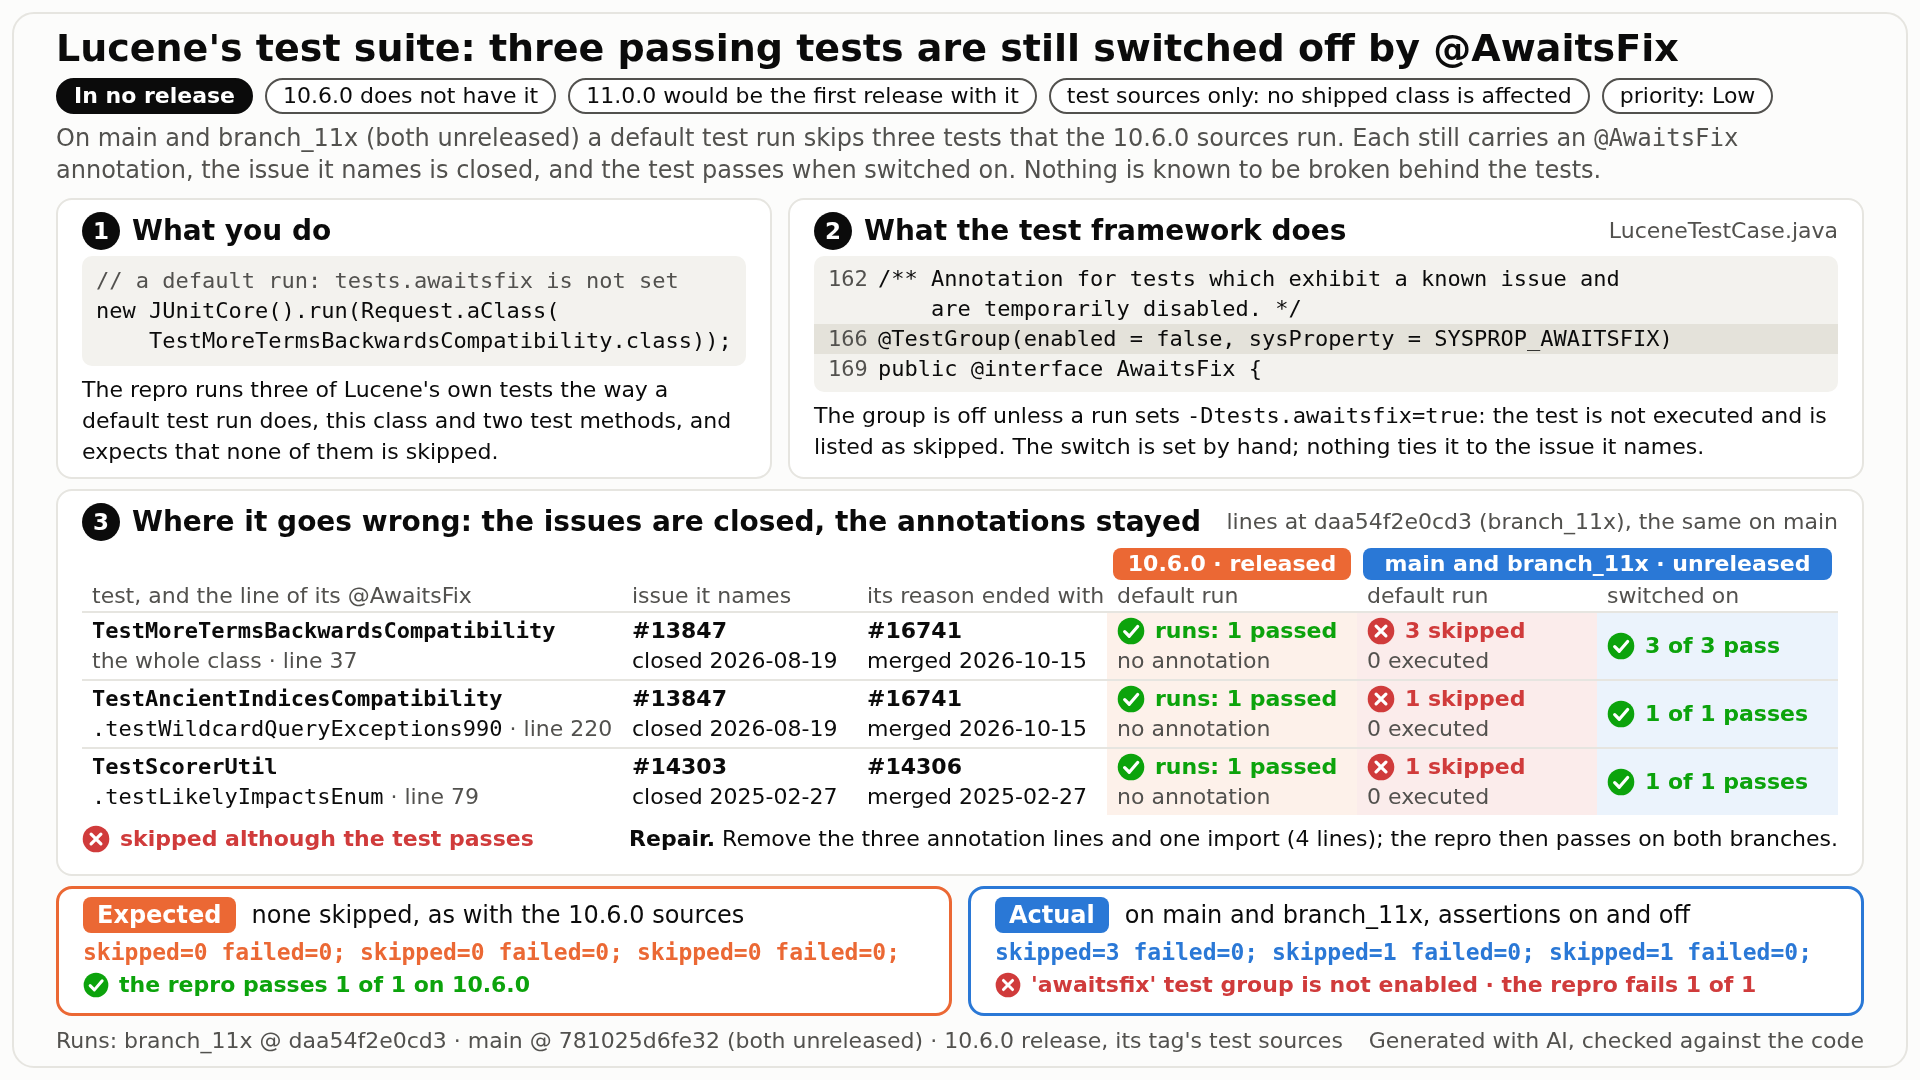 Lucene's test suite: three passing tests are still switched off by @AwaitsFix
In no release
10.6.0 does not have it
11.0.0 would be the first release with it
test sources only: no shipped class is affected
priority: Low
On main and branch_11x (both unreleased) a default test run skips three tests that the 10.6.0 sources run. Each still carries an @AwaitsFix
annotation, the issue it names is closed, and the test passes when switched on. Nothing is known to be broken behind the tests.
1 What you do
// a default run: tests.awaitsfix is not set
new JUnitCore().run(Request.aClass(
TestMoreTermsBackwardsCompatibility.class));
The repro runs three of Lucene's own tests the way a
default test run does, this class and two test methods, and
expects that none of them is skipped.
2 What the test framework does
LuceneTestCase.java
162 /** Annotation for tests which exhibit a known issue and
are temporarily disabled. */
166 @TestGroup(enabled = false, sysProperty = SYSPROP_AWAITSFIX)
169 public @interface AwaitsFix {
The group is off unless a run sets -Dtests.awaitsfix=true: the test is not executed and is
listed as skipped. The switch is set by hand; nothing ties it to the issue it names.
3 Where it goes wrong: the issues are closed, the annotations stayed
lines at daa54f2e0cd3 (branch_11x), the same on main
10.6.0 · released
main and branch_11x · unreleased
test, and the line of its @AwaitsFix
issue it names
its reason ended with
default run
default run
switched on
TestMoreTermsBackwardsCompatibility
the whole class · line 37
#13847
closed 2026-08-19
#16741
merged 2026-10-15
runs: 1 passed
no annotation
3 skipped
0 executed
3 of 3 pass
TestAncientIndicesCompatibility
.testWildcardQueryExceptions990 · line 220
#13847
closed 2026-08-19
#16741
merged 2026-10-15
runs: 1 passed
no annotation
1 skipped
0 executed
1 of 1 passes
TestScorerUtil
.testLikelyImpactsEnum · line 79
#14303
closed 2025-02-27
#14306
merged 2025-02-27
runs: 1 passed
no annotation
1 skipped
0 executed
1 of 1 passes
skipped although the test passes
Repair. Remove the three annotation lines and one import (4 lines); the repro then passes on both branches.
Expected none skipped, as with the 10.6.0 sources
skipped=0 failed=0; skipped=0 failed=0; skipped=0 failed=0;
the repro passes 1 of 1 on 10.6.0
Actual on main and branch_11x, assertions on and off
skipped=3 failed=0; skipped=1 failed=0; skipped=1 failed=0;
'awaitsfix' test group is not enabled · the repro fails 1 of 1
Runs: branch_11x @ daa54f2e0cd3 · main @ 781025d6fe32 (both unreleased) · 10.6.0 release, its tag's test sources
Generated with AI, checked against the code